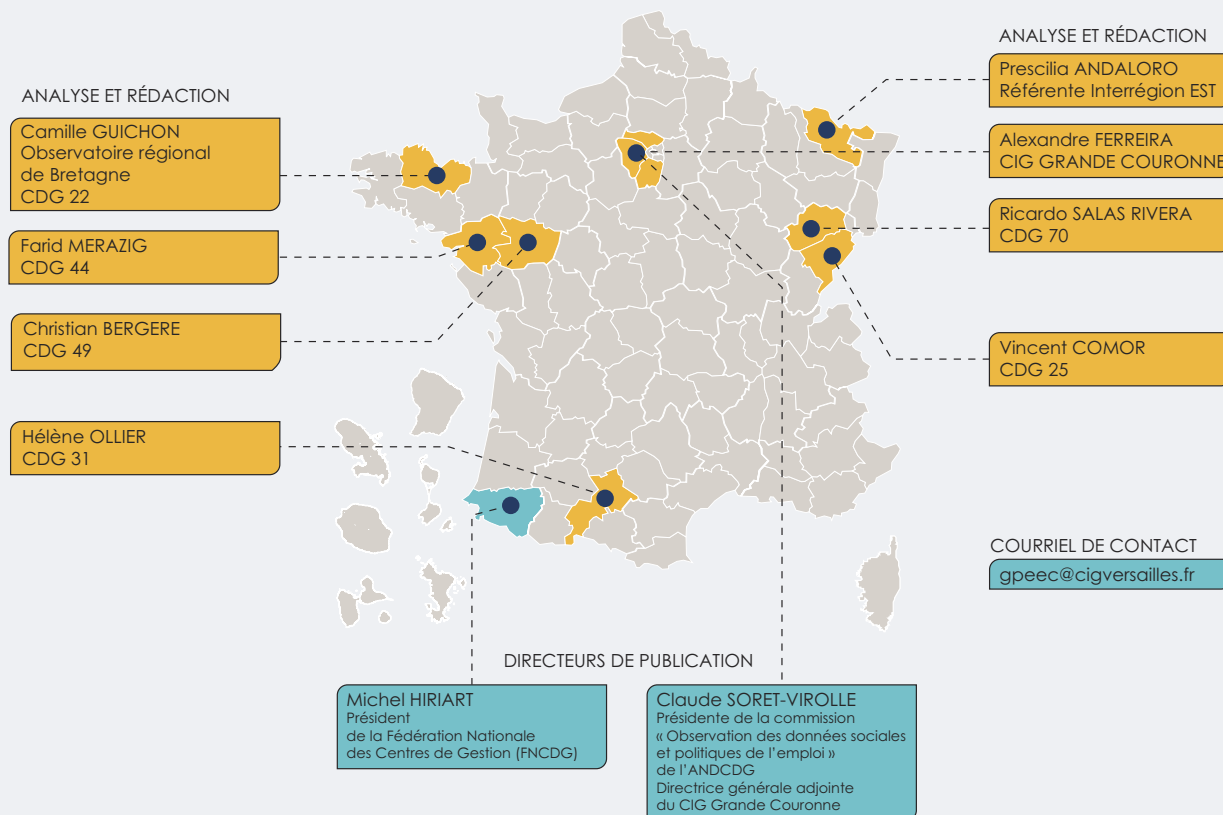 ANALYSE ET RÉDACTION
Camille GUICHON
Observatoire régional
de Bretagne
CDG 22
Farid MERAZIG
CDG 44
Christian BERGERE
CDG 49
Hélène OLLIER
CDG 31
ANALYSE ET RÉDACTION
Prescilia ANDALORO
Référente Interrégion EST
Alexandre FERREIRA
CIG GRANDE COURONNE
Ricardo SALAS RIVERA
CDG 70
Vincent COMOR
CDG 25
COURRIEL DE CONTACT
gpeec@cigversailles.fr
DIRECTEURS DE PUBLICATION
Michel HIRIART
Président
de la Fédération Nationale
des Centres de Gestion (FNCDG)
Claude SORET-VIROLLE
Présidente de la commission
« Observation des données sociales
et politiques de l’emploi »
de l’ANDCDG
Directrice générale adjointe
du CIG Grande Couronne